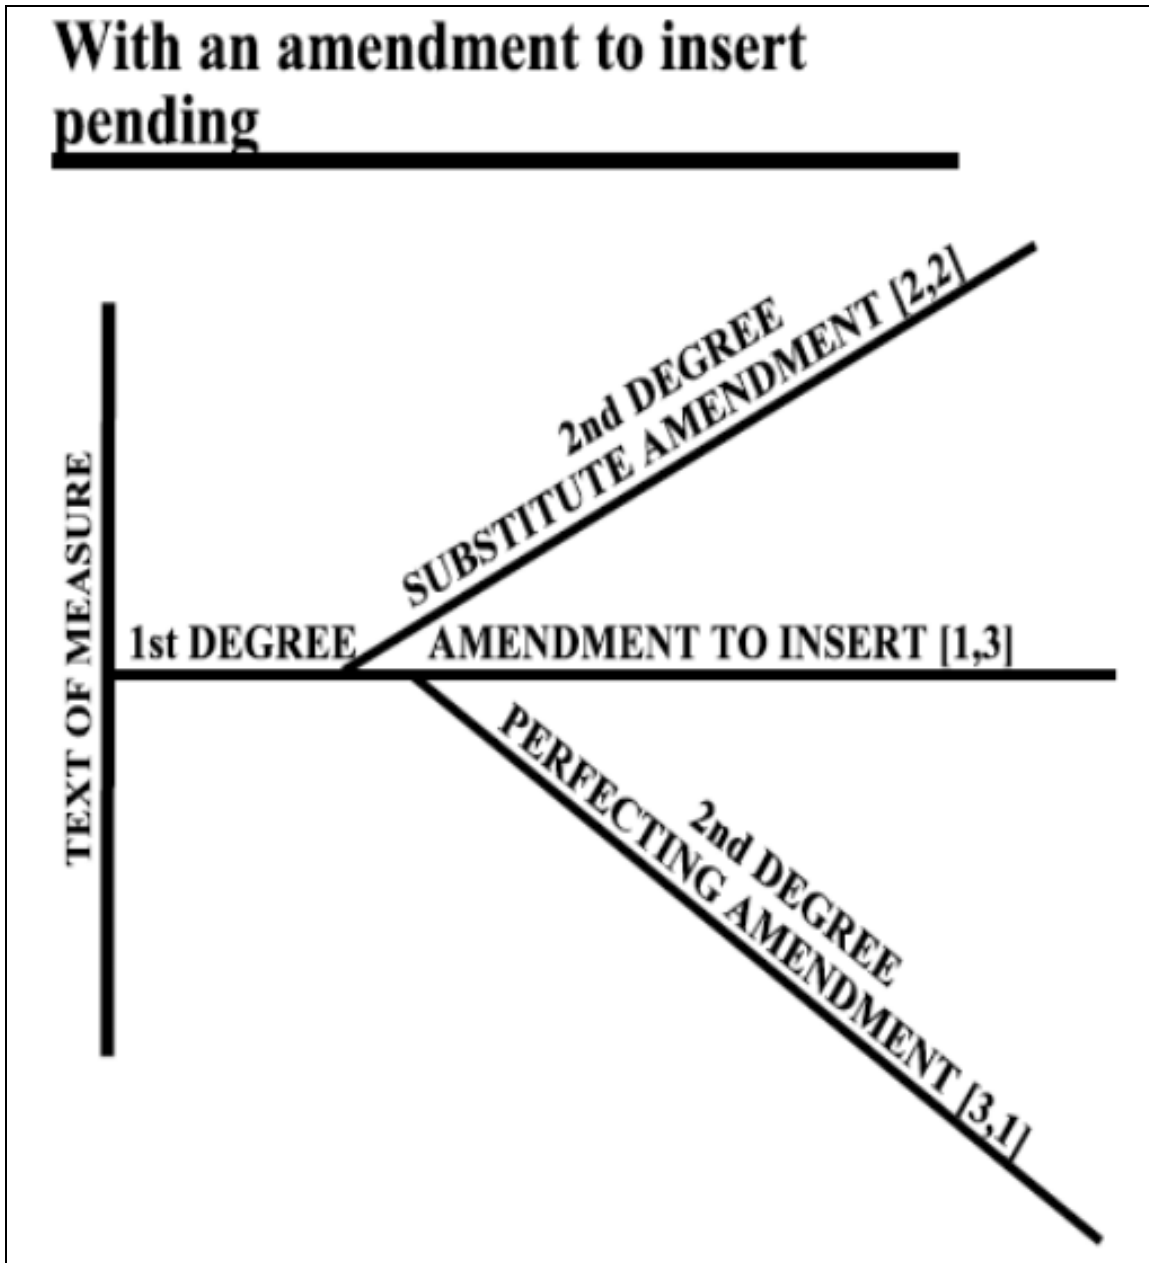 With an amendment to insert
pending
2nd DEGREE
SUBSTITUTE AMENDMENT [2,2]
TEXT OF MEASURE
1st DEGREE AMENDMENT TO INSERT [1,3]
2nd DEGREE
PERFECTING AMENDMENT [3,1]